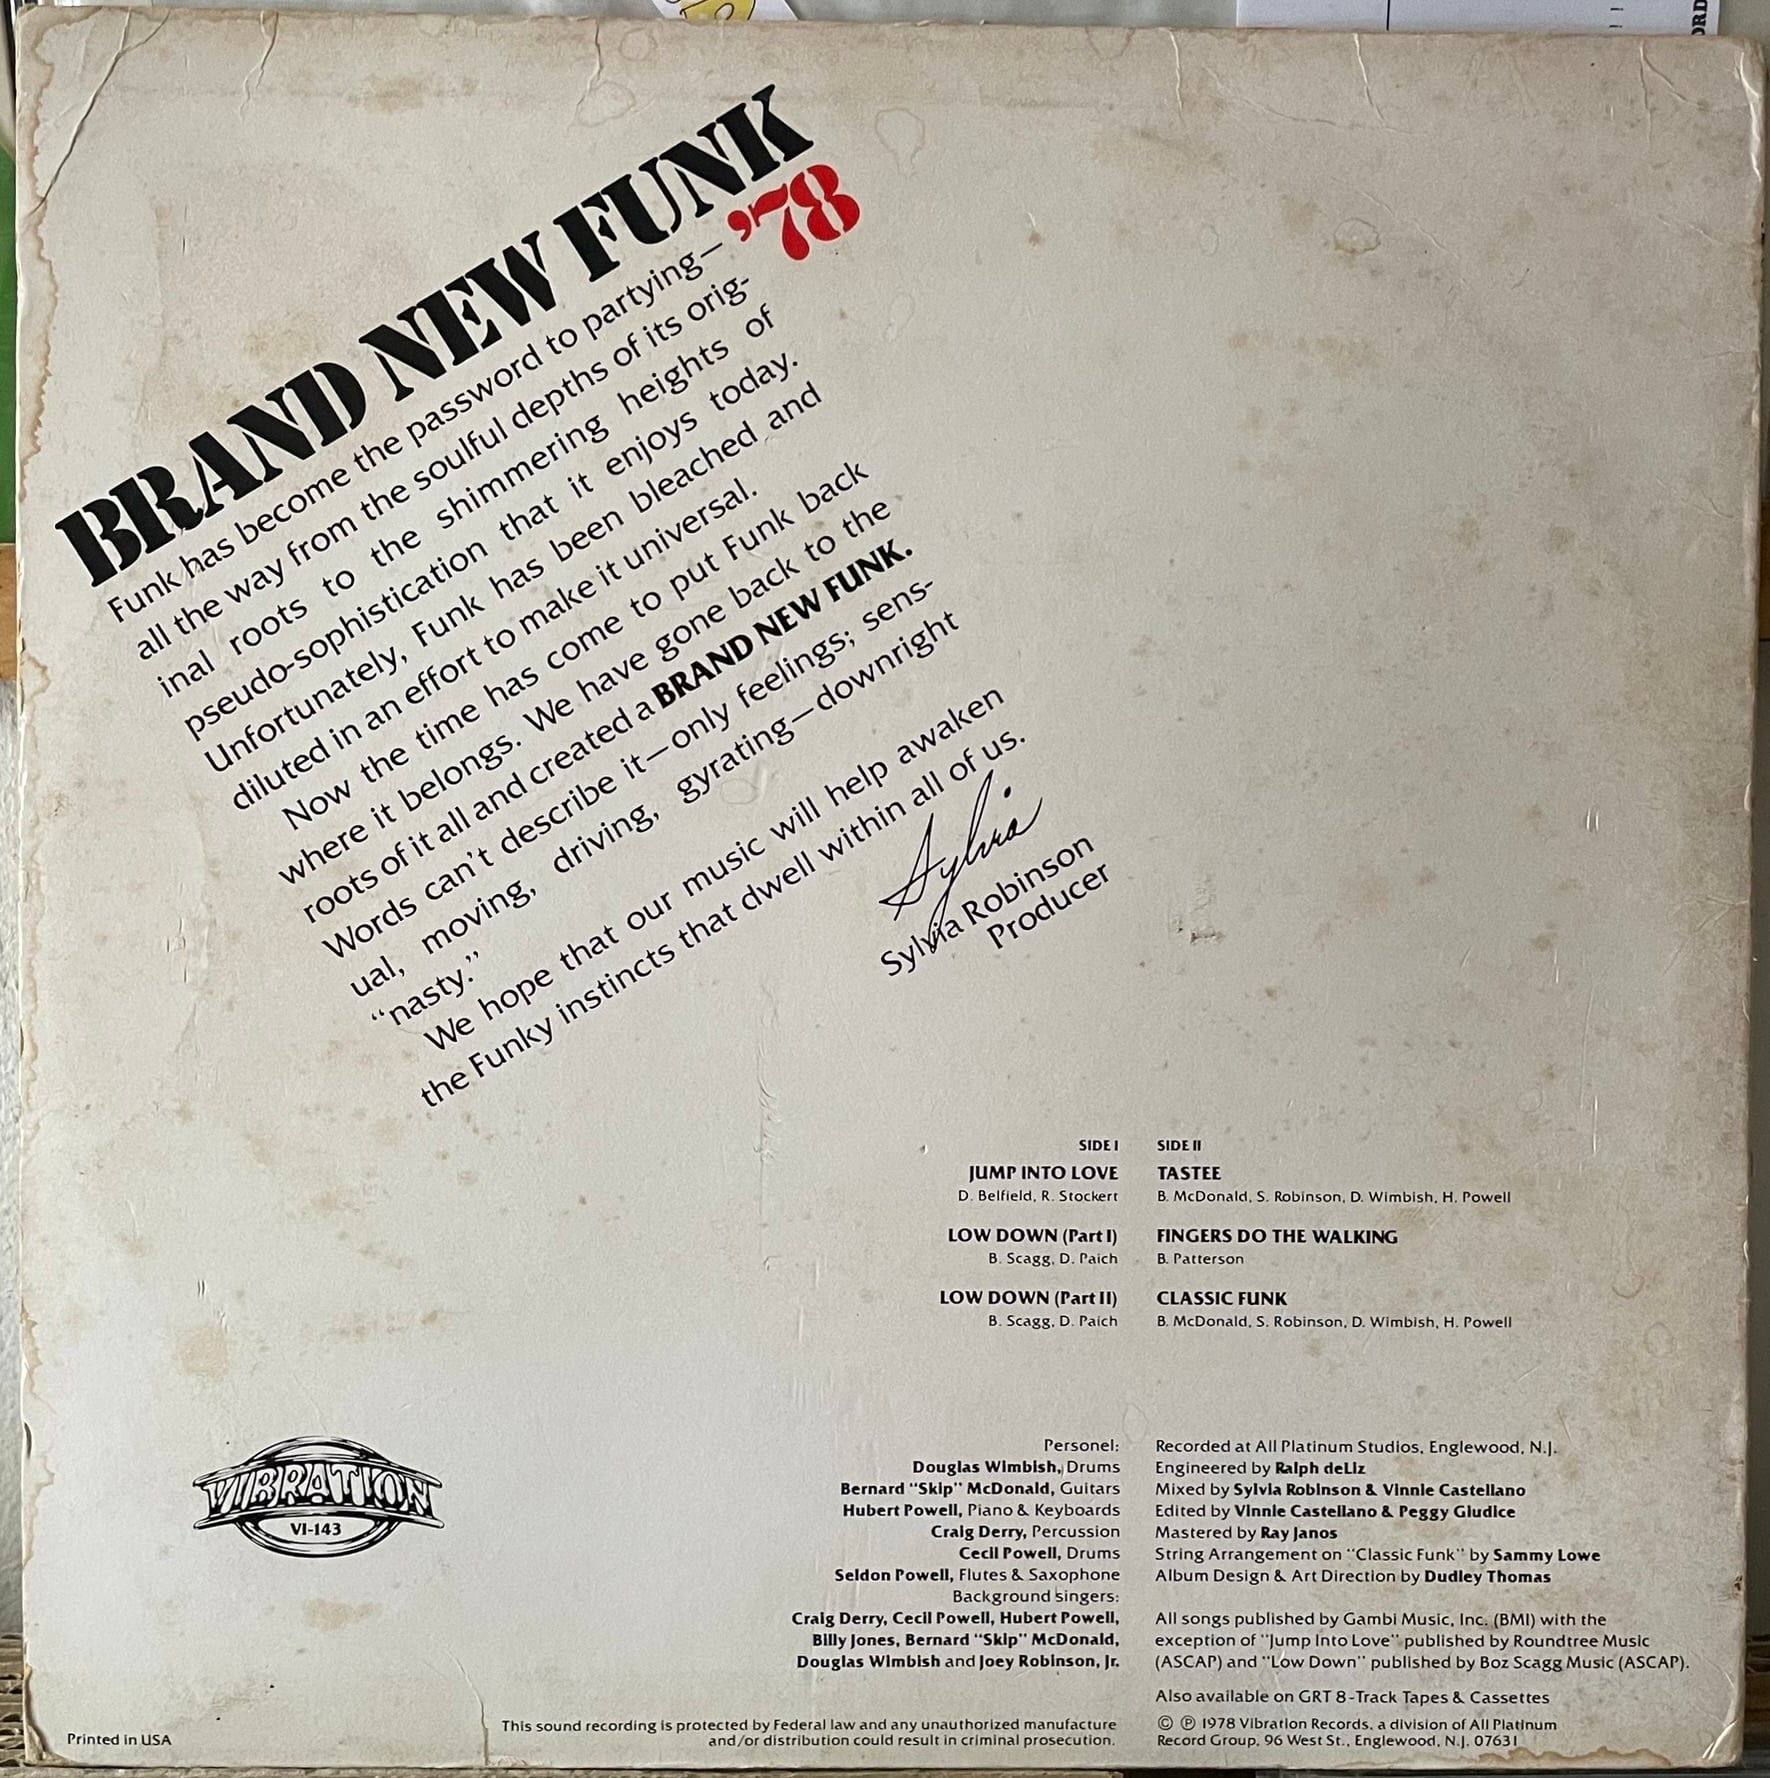 ORD
BRAND NEW FUNK
’78
Funk has become the password to partying—
all the way from the soulful depths of its orig-
inal roots to the shimmering heights of
pseudo-sophistication that it enjoys today.
Unfortunately, Funk has been bleached and
diluted in an effort to make it universal.
Now the time has come to put Funk back
where it belongs. We have gone back to the
roots of it all and created a BRAND NEW FUNK.
Words can’t describe it—only feelings; sens-
ual, moving, driving, gyrating—downright
“nasty.”
We hope that our music will help awaken
the Funky instincts that dwell within all of us.
Sylvia
Sylvia Robinson
Producer
SIDE I
JUMP INTO LOVE
D. Belfield, R. Stockert
LOW DOWN (Part I)
B. Scagg, D. Paich
LOW DOWN (Part II)
B. Scagg, D. Paich
SIDE II
TASTEE
B. McDonald, S. Robinson, D. Wimbish, H. Powell
FINGERS DO THE WALKING
B. Patterson
CLASSIC FUNK
B. McDonald, S. Robinson, D. Wimbish, H. Powell
VIBRATION
VI-143
Personel:
Douglas Wimbish, Drums
Bernard "Skip" McDonald, Guitars
Hubert Powell, Piano & Keyboards
Craig Derry, Percussion
Cecil Powell, Drums
Seldon Powell, Flutes & Saxophone
Background singers:
Craig Derry, Cecil Powell, Hubert Powell,
Billy Jones, Bernard "Skip" McDonald,
Douglas Wimbish and Joey Robinson, Jr.
Recorded at All Platinum Studios, Englewood, N.J.
Engineered by Ralph deLiz
Mixed by Sylvia Robinson & Vinnie Castellano
Edited by Vinnie Castellano & Peggy Giudice
Mastered by Ray Janos
String Arrangement on "Classic Funk" by Sammy Lowe
Album Design & Art Direction by Dudley Thomas
All songs published by Gambi Music, Inc. (BMI) with the
exception of "Jump Into Love" published by Roundtree Music
(ASCAP) and "Low Down" published by Boz Scagg Music (ASCAP).
Also available on GRT 8-Track Tapes & Cassettes
© ℗ 1978 Vibration Records, a division of All Platinum
Record Group, 96 West St., Englewood, N.J. 07631
This sound recording is protected by Federal law and any unauthorized manufacture
and/or distribution could result in criminal prosecution.
Printed in USA